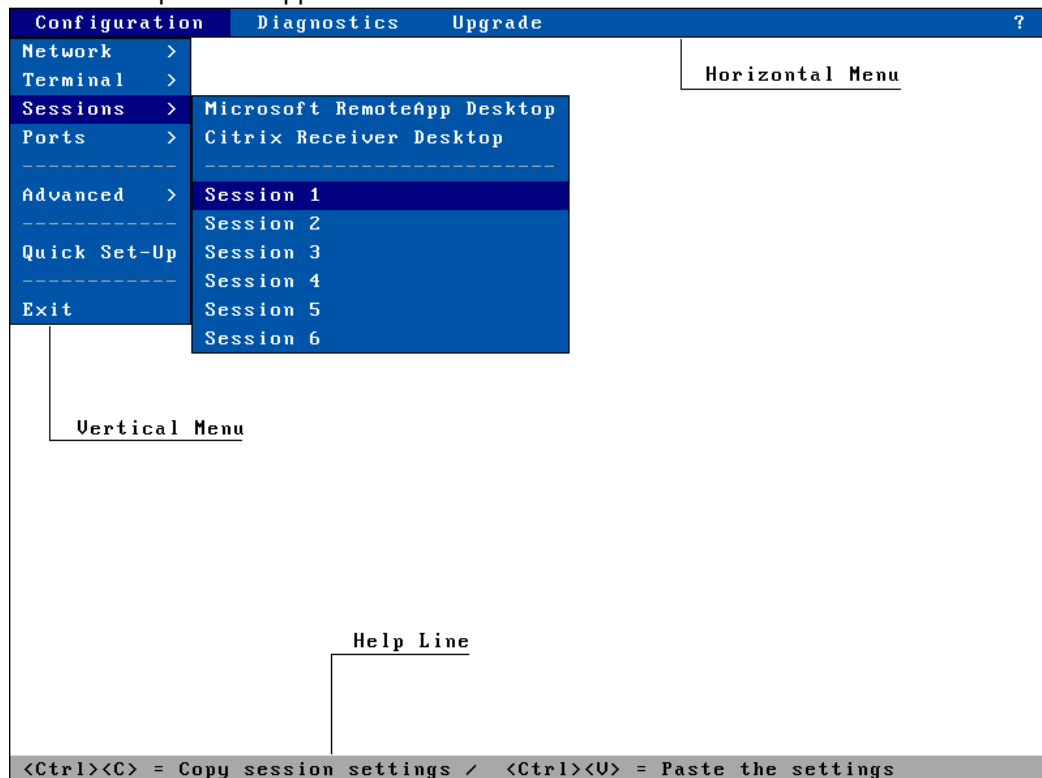 Configuration Diagnostics Upgrade ?
Network >
Terminal >
Horizontal Menu
Sessions > Microsoft RemoteApp Desktop
Ports > Citrix Receiver Desktop
------------ ----------------------------
Advanced > Session 1
------------ Session 2
Quick Set-Up Session 3
------------ Session 4
Exit Session 5
Session 6
Vertical Menu
Help Line
<Ctrl><C> = Copy session settings / <Ctrl><V> = Paste the settings